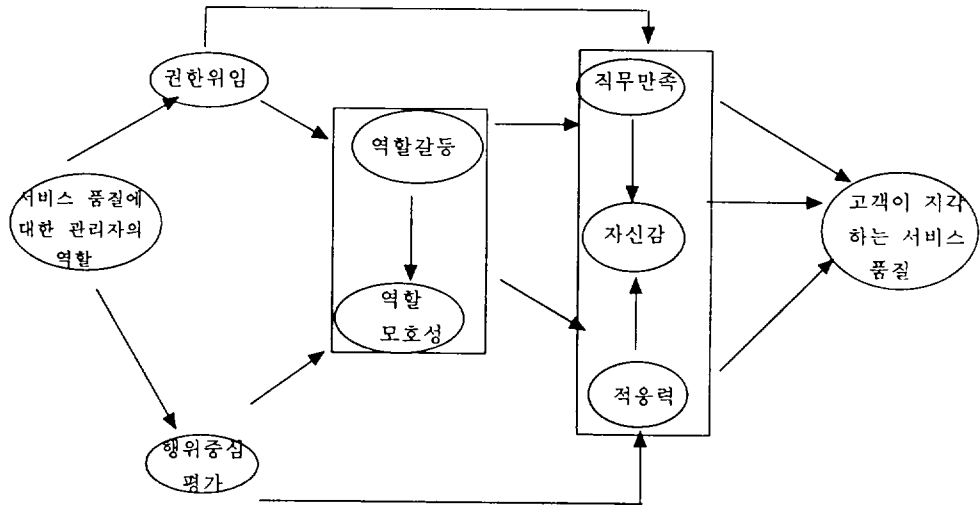 권한위임
직무만족
역할갈등
서비스 품질에
대한 관리자의
역할
자신감
고객이 지각
하는 서비스
품질
역할
모호성
적응력
행위중심
평가